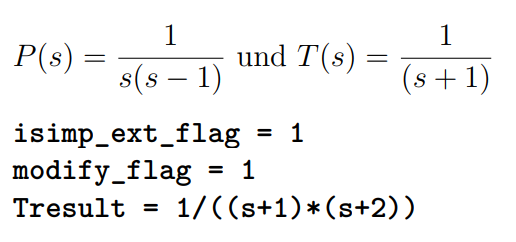 P(s) = 1/(s(s − 1)) und T(s) = 1/((s + 1))
isimp_ext_flag = 1
modify_flag = 1
Tresult = 1/((s+1)*(s+2))